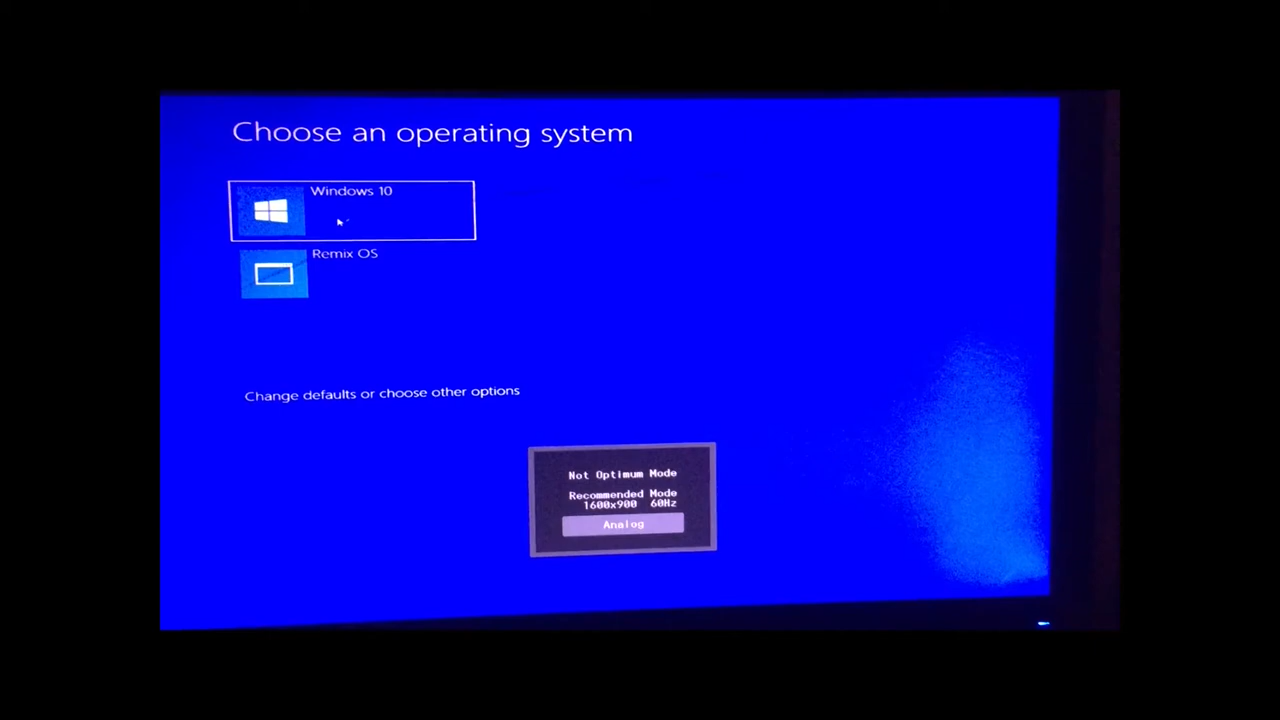 Choose an operating system
Windows 10
Remix OS
Change defaults or choose other options
Not Optimum Mode
Recommended Mode
1600x900 60Hz
Analog